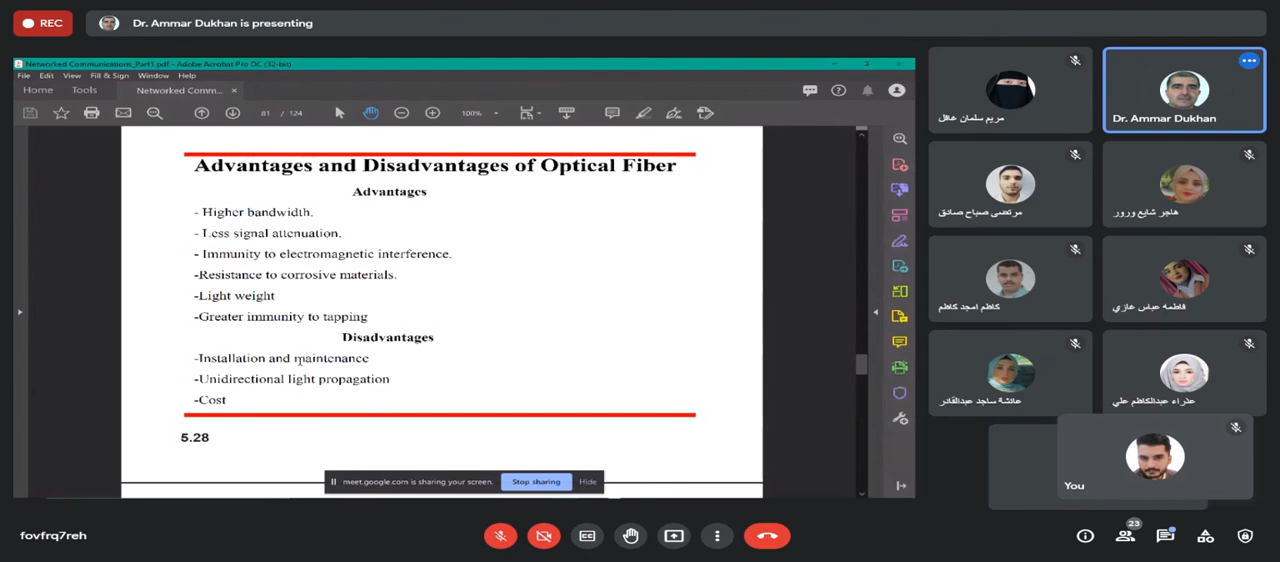 REC
Dr. Ammar Dukhan is presenting
Networked Communications_Part1.pdf - Adobe Acrobat Pro DC (32-bit)
File Edit View Fill & Sign Window Help
Home Tools Networked Comm... ×
81 / 124 100%
Advantages and Disadvantages of Optical Fiber
Advantages
- Higher bandwidth.
- Less signal attenuation.
- Immunity to electromagnetic interference.
-Resistance to corrosive materials.
-Light weight
-Greater immunity to tapping
Disadvantages
-Installation and maintenance
-Unidirectional light propagation
-Cost
5.28
meet.google.com is sharing your screen. Stop sharing Hide
مريم سلمان عاقل
Dr. Ammar Dukhan
مرتضى صباح صادق
هاجر شايع ورور
كاظم امجد كاظم
فاطمه عباس غازي
عائشة ساجد عبدالقادر
عذراء عبدالكاظم علي
You
fovfrq7reh
23